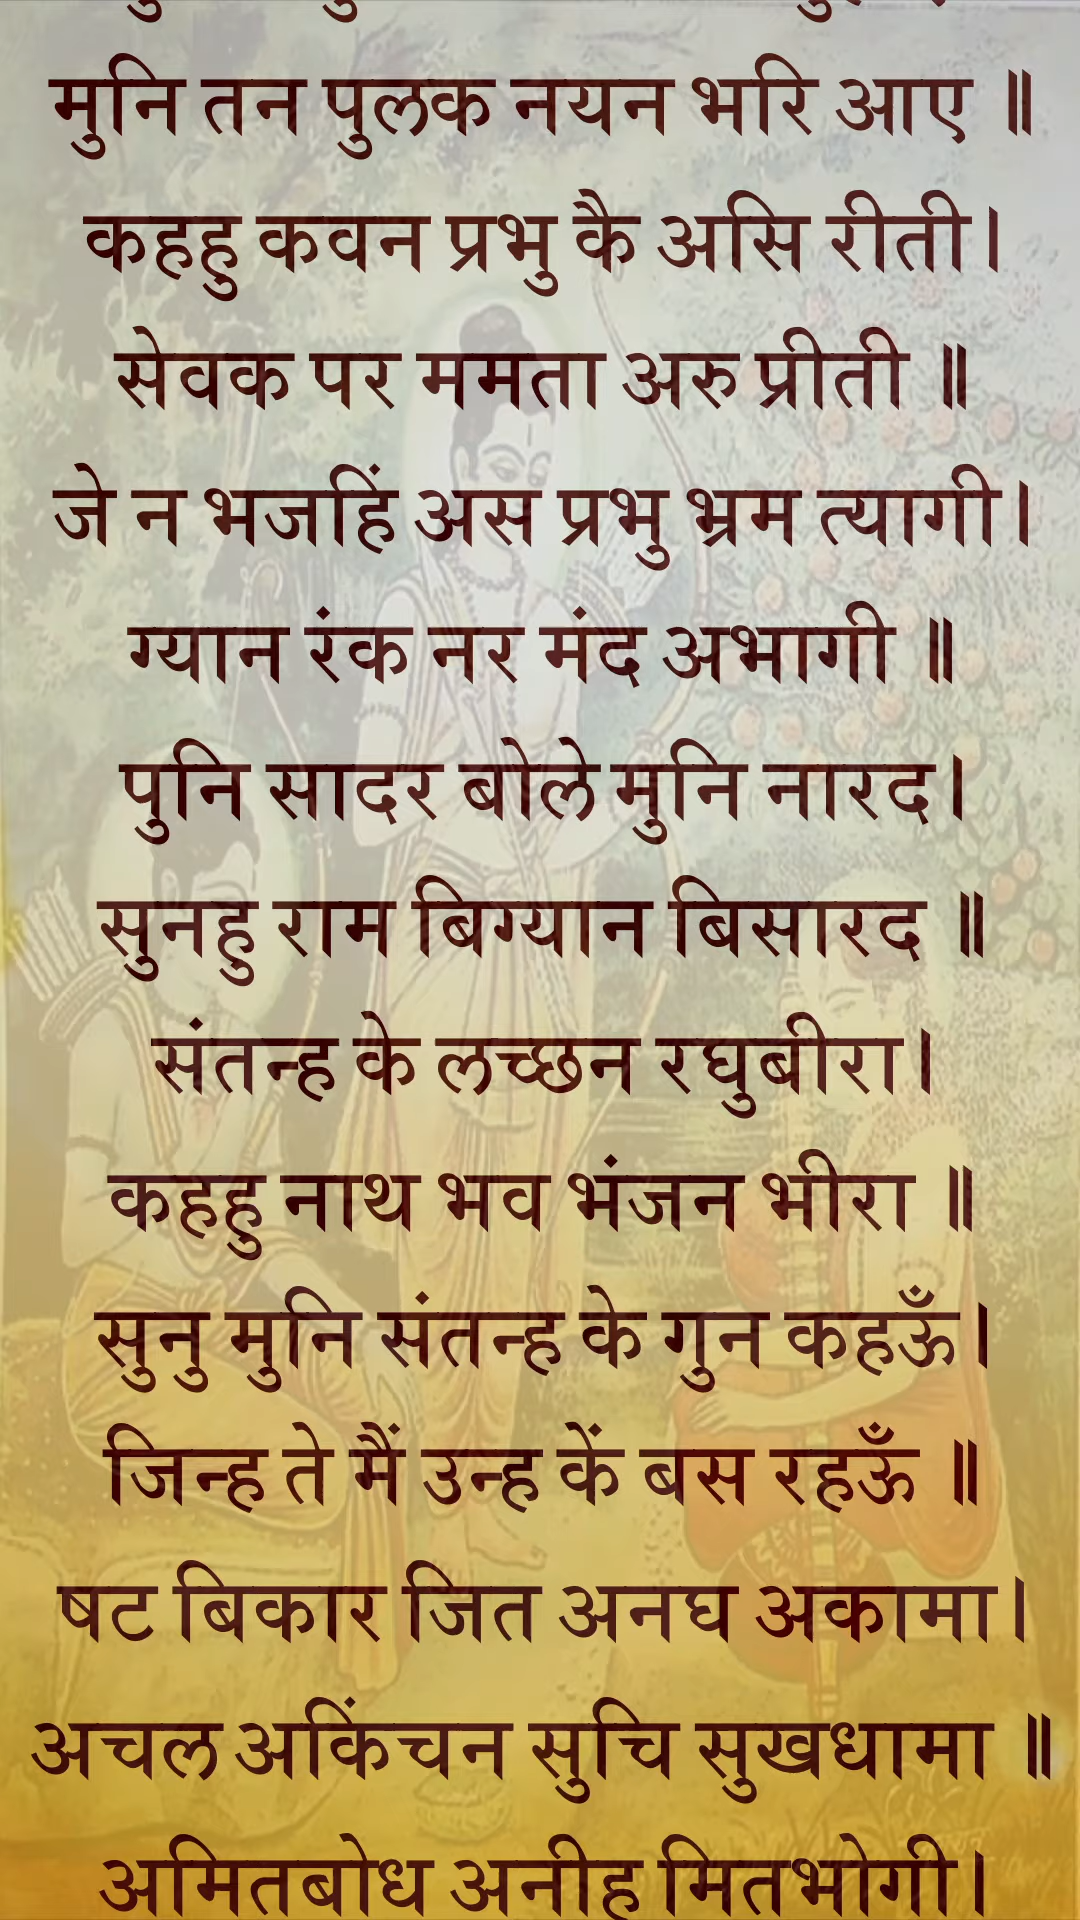 मुनि तन पुलक नयन भरि आए ॥
कहहु कवन प्रभु कै असि रीती।
सेवक पर ममता अरु प्रीती ॥
जे न भजहिं अस प्रभु भ्रम त्यागी।
ग्यान रंक नर मंद अभागी ॥
पुनि सादर बोले मुनि नारद।
सुनहु राम बिग्यान बिसारद ॥
संतन्ह के लच्छन रघुबीरा।
कहहु नाथ भव भंजन भीरा ॥
सुनु मुनि संतन्ह के गुन कहऊँ।
जिन्ह ते मैं उन्ह कें बस रहऊँ ॥
षट बिकार जित अनघ अकामा।
अचल अकिंचन सुचि सुखधामा ॥
अमितबोध अनीह मितभोगी।